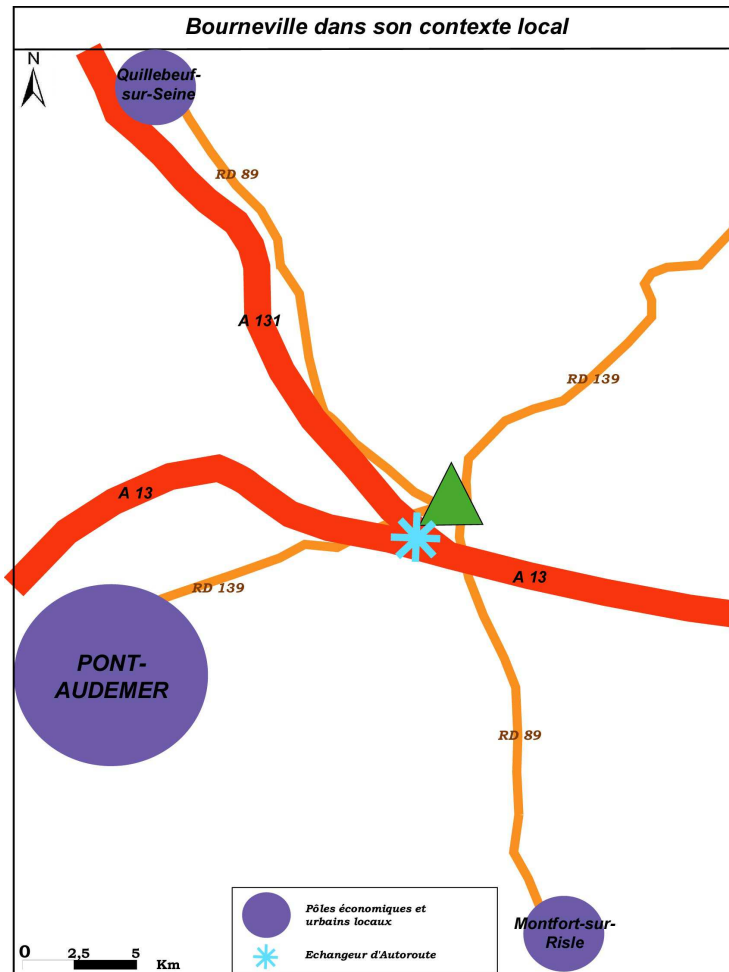 Bourneville dans son contexte local
N
Quillebeuf-
sur-Seine
RD 89
A 131
RD 139
A 13
A 13
RD 139
PONT-
AUDEMER
RD 89
Montfort-sur-
Risle
Pôles économiques et
urbains locaux
Echangeur d'Autoroute
0 2,5 5
Km